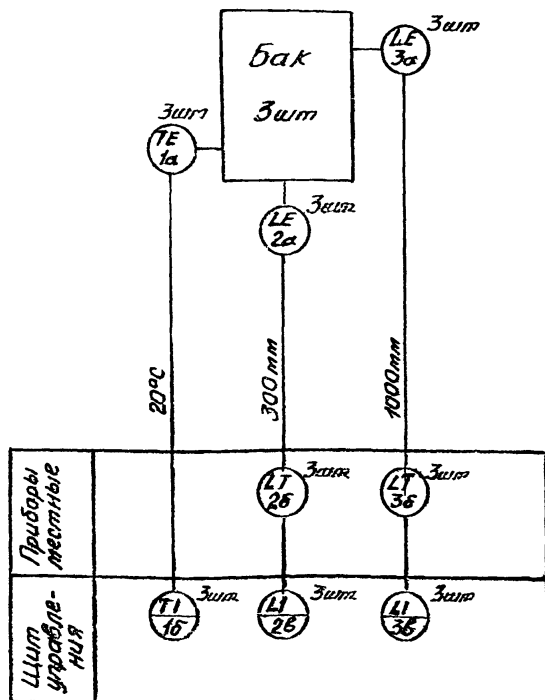 Бак
3шт
LE
3а
3шт
3шт
TE
1а
LE
2а
3шт
20°C
300мм
1000мм
Приборы
местные
LT
2б
3шт
LT
3б
3шт
Щит
управле-
ния
TI
1б
3шт
LI
2в
3шт
LI
3в
3шт